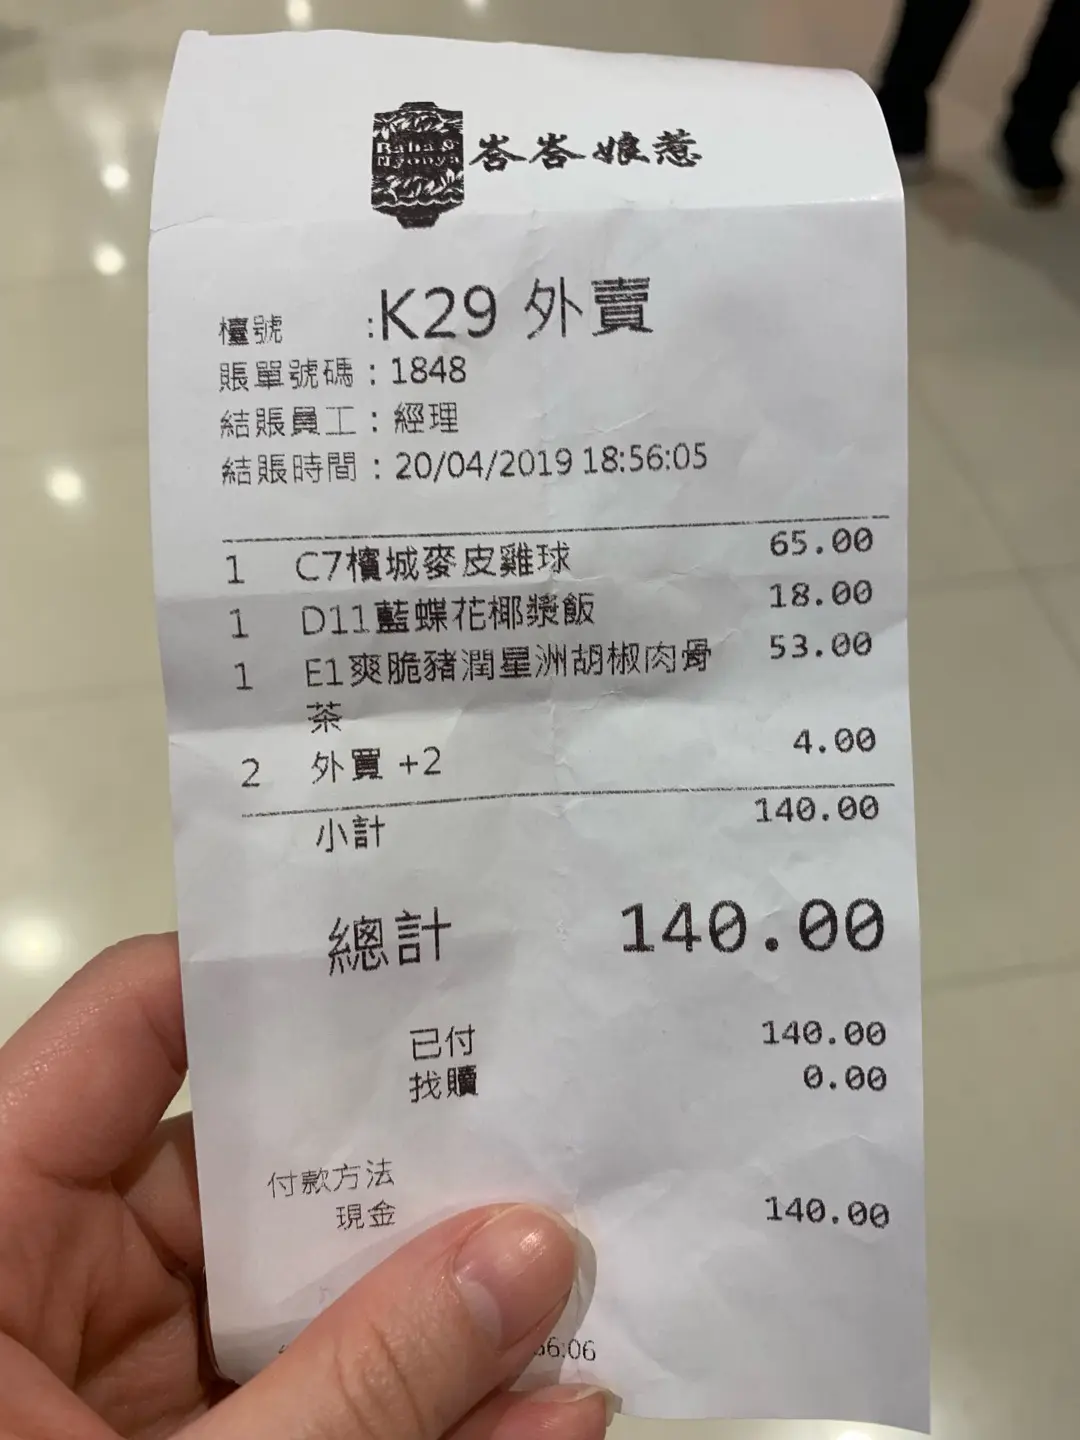 Baba &
Nyonya
峇峇娘惹
檯號 :K29 外賣
賬單號碼 : 1848
結賬員工 : 經理
結賬時間 : 20/04/2019 18:56:05
1 C7檳城麥皮雞球 65.00
1 D11藍蝶花椰漿飯 18.00
1 E1爽脆豬潤星洲胡椒肉骨 53.00
茶
2 外買 +2 4.00
小計 140.00
總計 140.00
已付 140.00
找贖 0.00
付款方法
現金 140.00
56:06